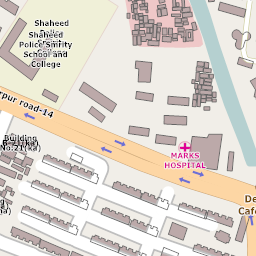 Shaheed
Shaheed
Police Smrity
School and
College
rpur road-14
Building
No:21(ka)
MARKS
HOSPITAL
De
Cafe